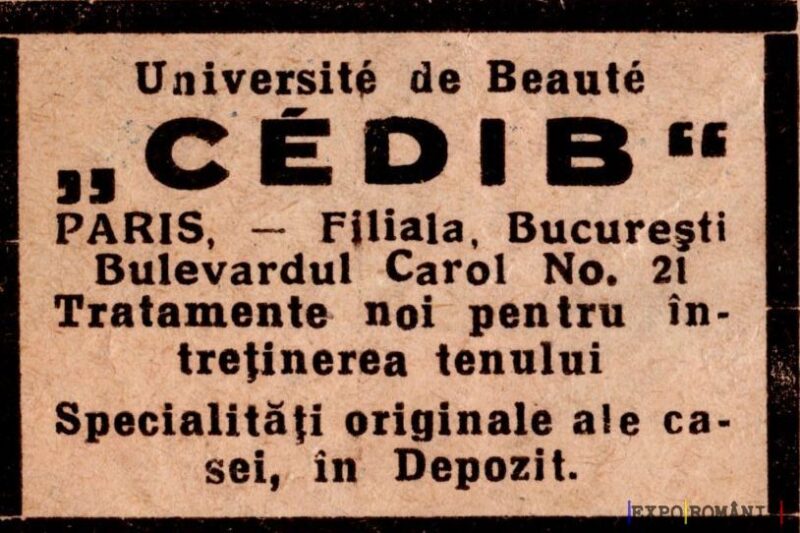 Université de Beauté
„CÉDIB“
PARIS, — Filiala, Bucureşti
Bulevardul Carol No. 21
Tratamente noi pentru în-
treţinerea tenului
Specialităţi originale ale ca-
sei, în Depozit.
EXPO ROMÂNI